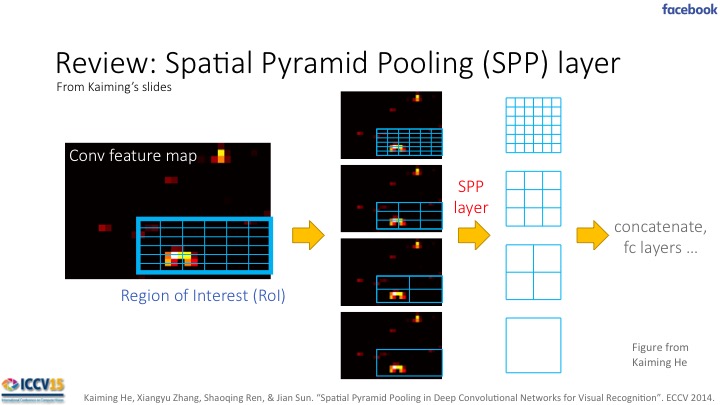 facebook
Review: Spatial Pyramid Pooling (SPP) layer
From Kaiming's slides
Conv feature map
Region of Interest (RoI)
SPP
layer
concatenate,
fc layers ...
Figure from
Kaiming He
ICCV15
Kaiming He, Xiangyu Zhang, Shaoqing Ren, & Jian Sun. "Spatial Pyramid Pooling in Deep Convolutional Networks for Visual Recognition". ECCV 2014.